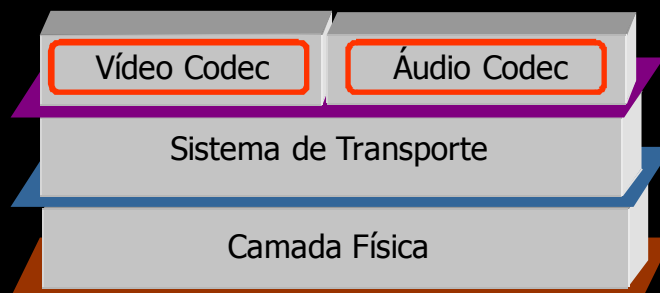 Vídeo Codec
Áudio Codec
Sistema de Transporte
Camada Física